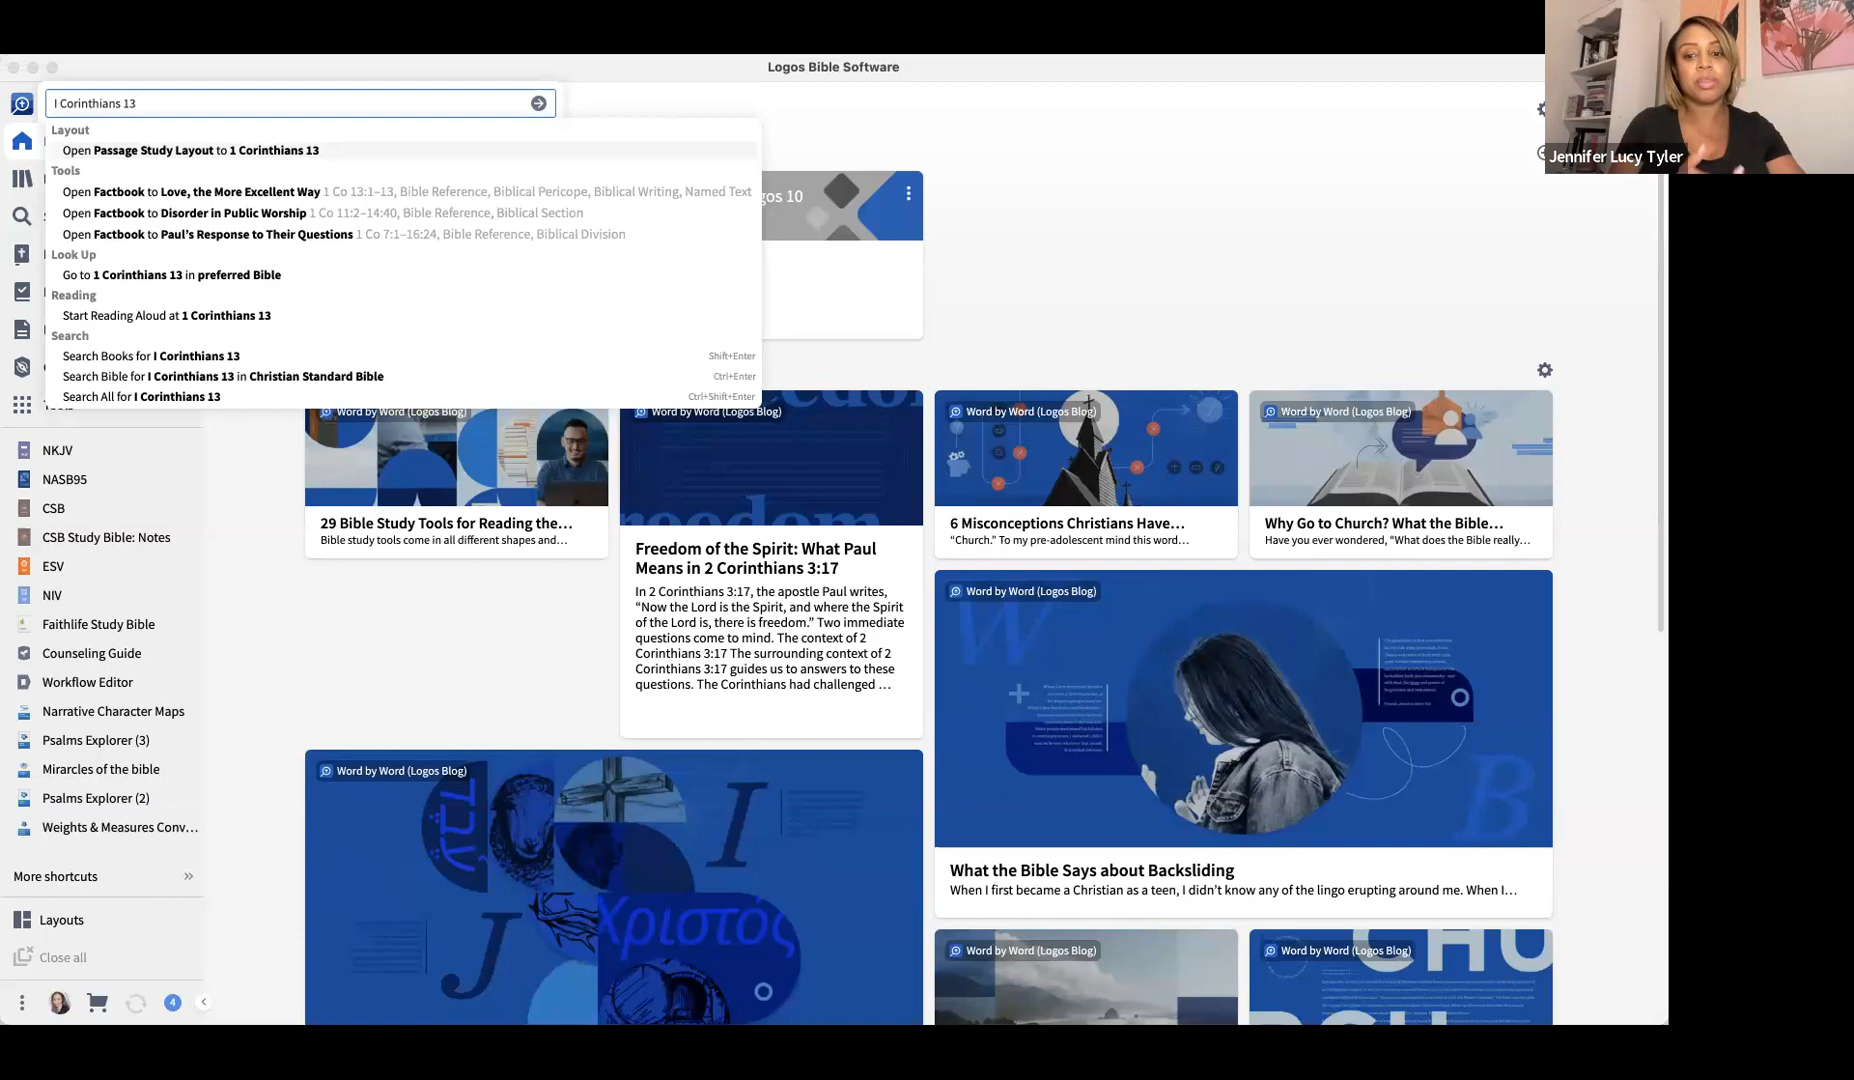 Logos Bible Software
Jennifer Lucy Tyler
I Corinthians 13
Layout
Open Passage Study Layout to 1 Corinthians 13
Tools
Open Factbook to Love, the More Excellent Way 1 Co 13:1–13, Bible Reference, Biblical Pericope, Biblical Writing, Named Text
Open Factbook to Disorder in Public Worship 1 Co 11:2–14:40, Bible Reference, Biblical Section
Open Factbook to Paul's Response to Their Questions 1 Co 7:1–16:24, Bible Reference, Biblical Division
Look Up
Go to 1 Corinthians 13 in preferred Bible
Reading
Start Reading Aloud at 1 Corinthians 13
Search
Search Books for I Corinthians 13 Shift+Enter
Search Bible for I Corinthians 13 in Christian Standard Bible Ctrl+Enter
Search All for I Corinthians 13 Ctrl+Shift+Enter
10
NKJV
NASB95
CSB
CSB Study Bible: Notes
ESV
NIV
Faithlife Study Bible
Counseling Guide
Workflow Editor
Narrative Character Maps
Psalms Explorer (3)
Mirarcles of the bible
Psalms Explorer (2)
Weights & Measures Conv…
More shortcuts
Layouts
Close all
4
Word by Word (Logos Blog)
29 Bible Study Tools for Reading the…
Bible study tools come in all different shapes and…
Word by Word (Logos Blog)
Freedom of the Spirit: What Paul
Means in 2 Corinthians 3:17
In 2 Corinthians 3:17, the apostle Paul writes,
“Now the Lord is the Spirit, and where the Spirit
of the Lord is, there is freedom.” Two immediate
questions come to mind. The context of 2
Corinthians 3:17 The surrounding context of 2
Corinthians 3:17 guides us to answers to these
questions. The Corinthians had challenged …
Word by Word (Logos Blog)
6 Misconceptions Christians Have…
“Church.” To my pre-adolescent mind this word…
Word by Word (Logos Blog)
Why Go to Church? What the Bible…
Have you ever wondered, “What does the Bible really…
Word by Word (Logos Blog)
W
B
What the Bible Says about Backsliding
When I first became a Christian as a teen, I didn't know any of the lingo erupting around me. When I…
Word by Word (Logos Blog)
עבד
I
J
Χριστός
Word by Word (Logos Blog)
Word by Word (Logos Blog)
CHU
RCH